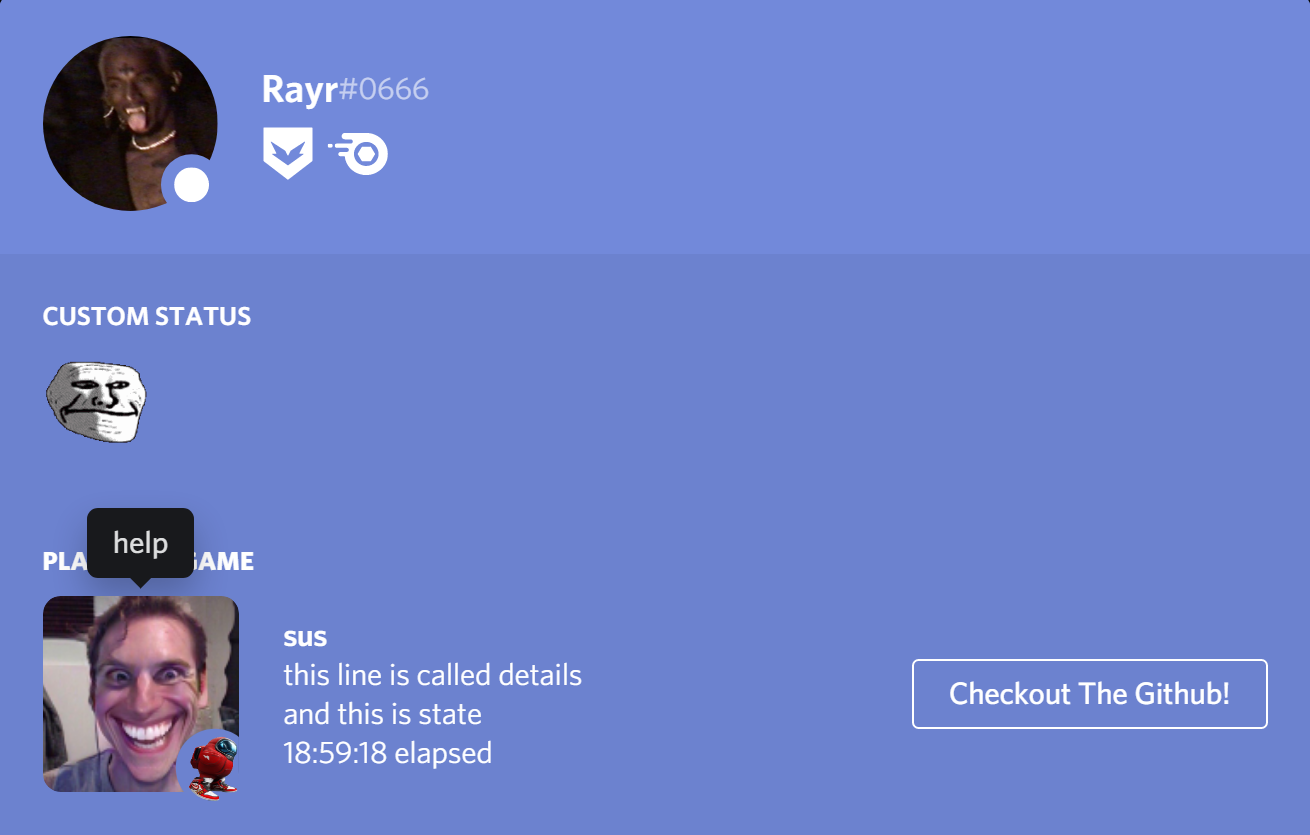 Rayr#0666
CUSTOM STATUS
help
PLA GAME
sus
this line is called details
and this is state
18:59:18 elapsed
Checkout The Github!